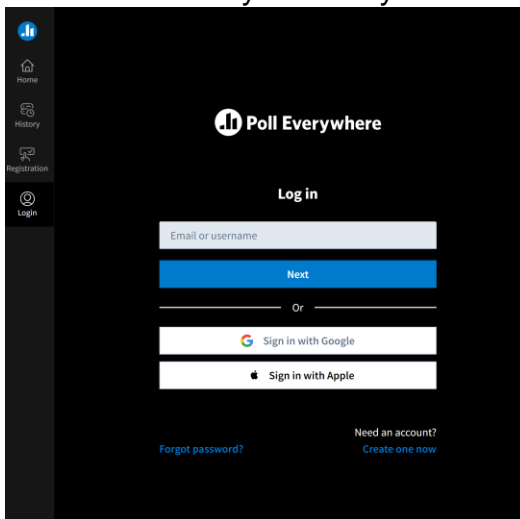 Home
History
Registration
Login
Poll Everywhere
Log in
Email or username
Next
Or
Sign in with Google
Sign in with Apple
Need an account?
Forgot password? Create one now